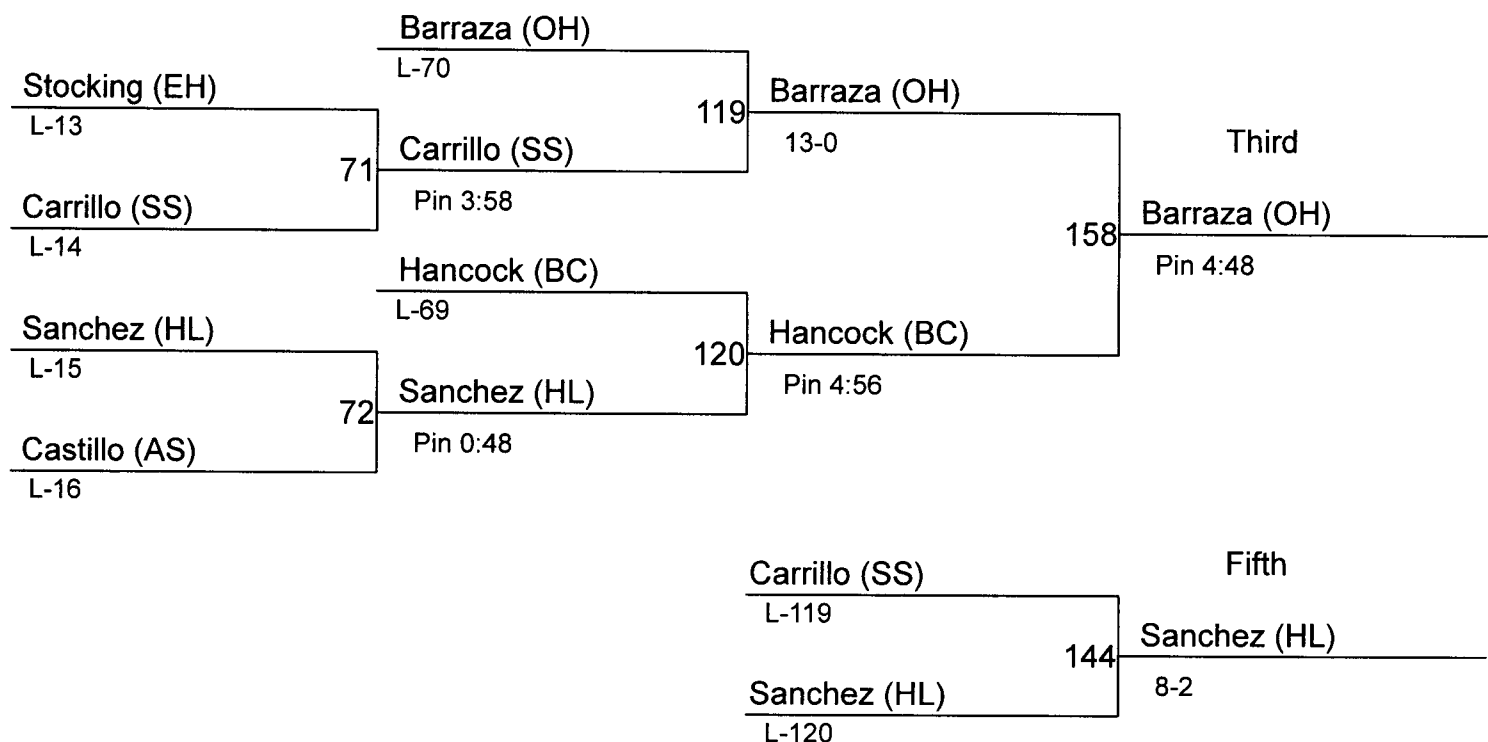 Barraza (OH)
L-70
Stocking (EH)
L-13
119
Barraza (OH)
13-0
Third
71
Carrillo (SS)
Pin 3:58
Carrillo (SS)
L-14
158
Barraza (OH)
Pin 4:48
Hancock (BC)
L-69
Sanchez (HL)
L-15
120
Hancock (BC)
Pin 4:56
72
Sanchez (HL)
Pin 0:48
Castillo (AS)
L-16
Carrillo (SS)
L-119
Fifth
144
Sanchez (HL)
8-2
Sanchez (HL)
L-120